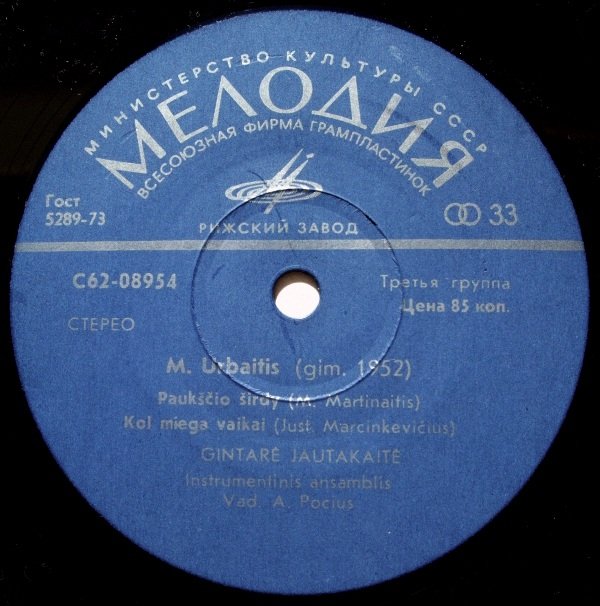 МИНИСТЕРСТВО КУЛЬТУРЫ СССР
МЕЛОДИЯ
ВСЕСОЮЗНАЯ ФИРМА ГРАМПЛАСТИНОК
Гост
5289-73
33
РИЖСКИЙ ЗАВОД
С62-08954
Третья группа
Цена 85 коп.
СТЕРЕО
M. Urbaitis (gim. 1952)
Paukščio širdy (M. Martinaitis)
Kol miega vaikai (Just. Marcinkevičius)
GINTARĖ JAUTAKAITĖ
Instrumentinis ansamblis
Vad. A. Pocius